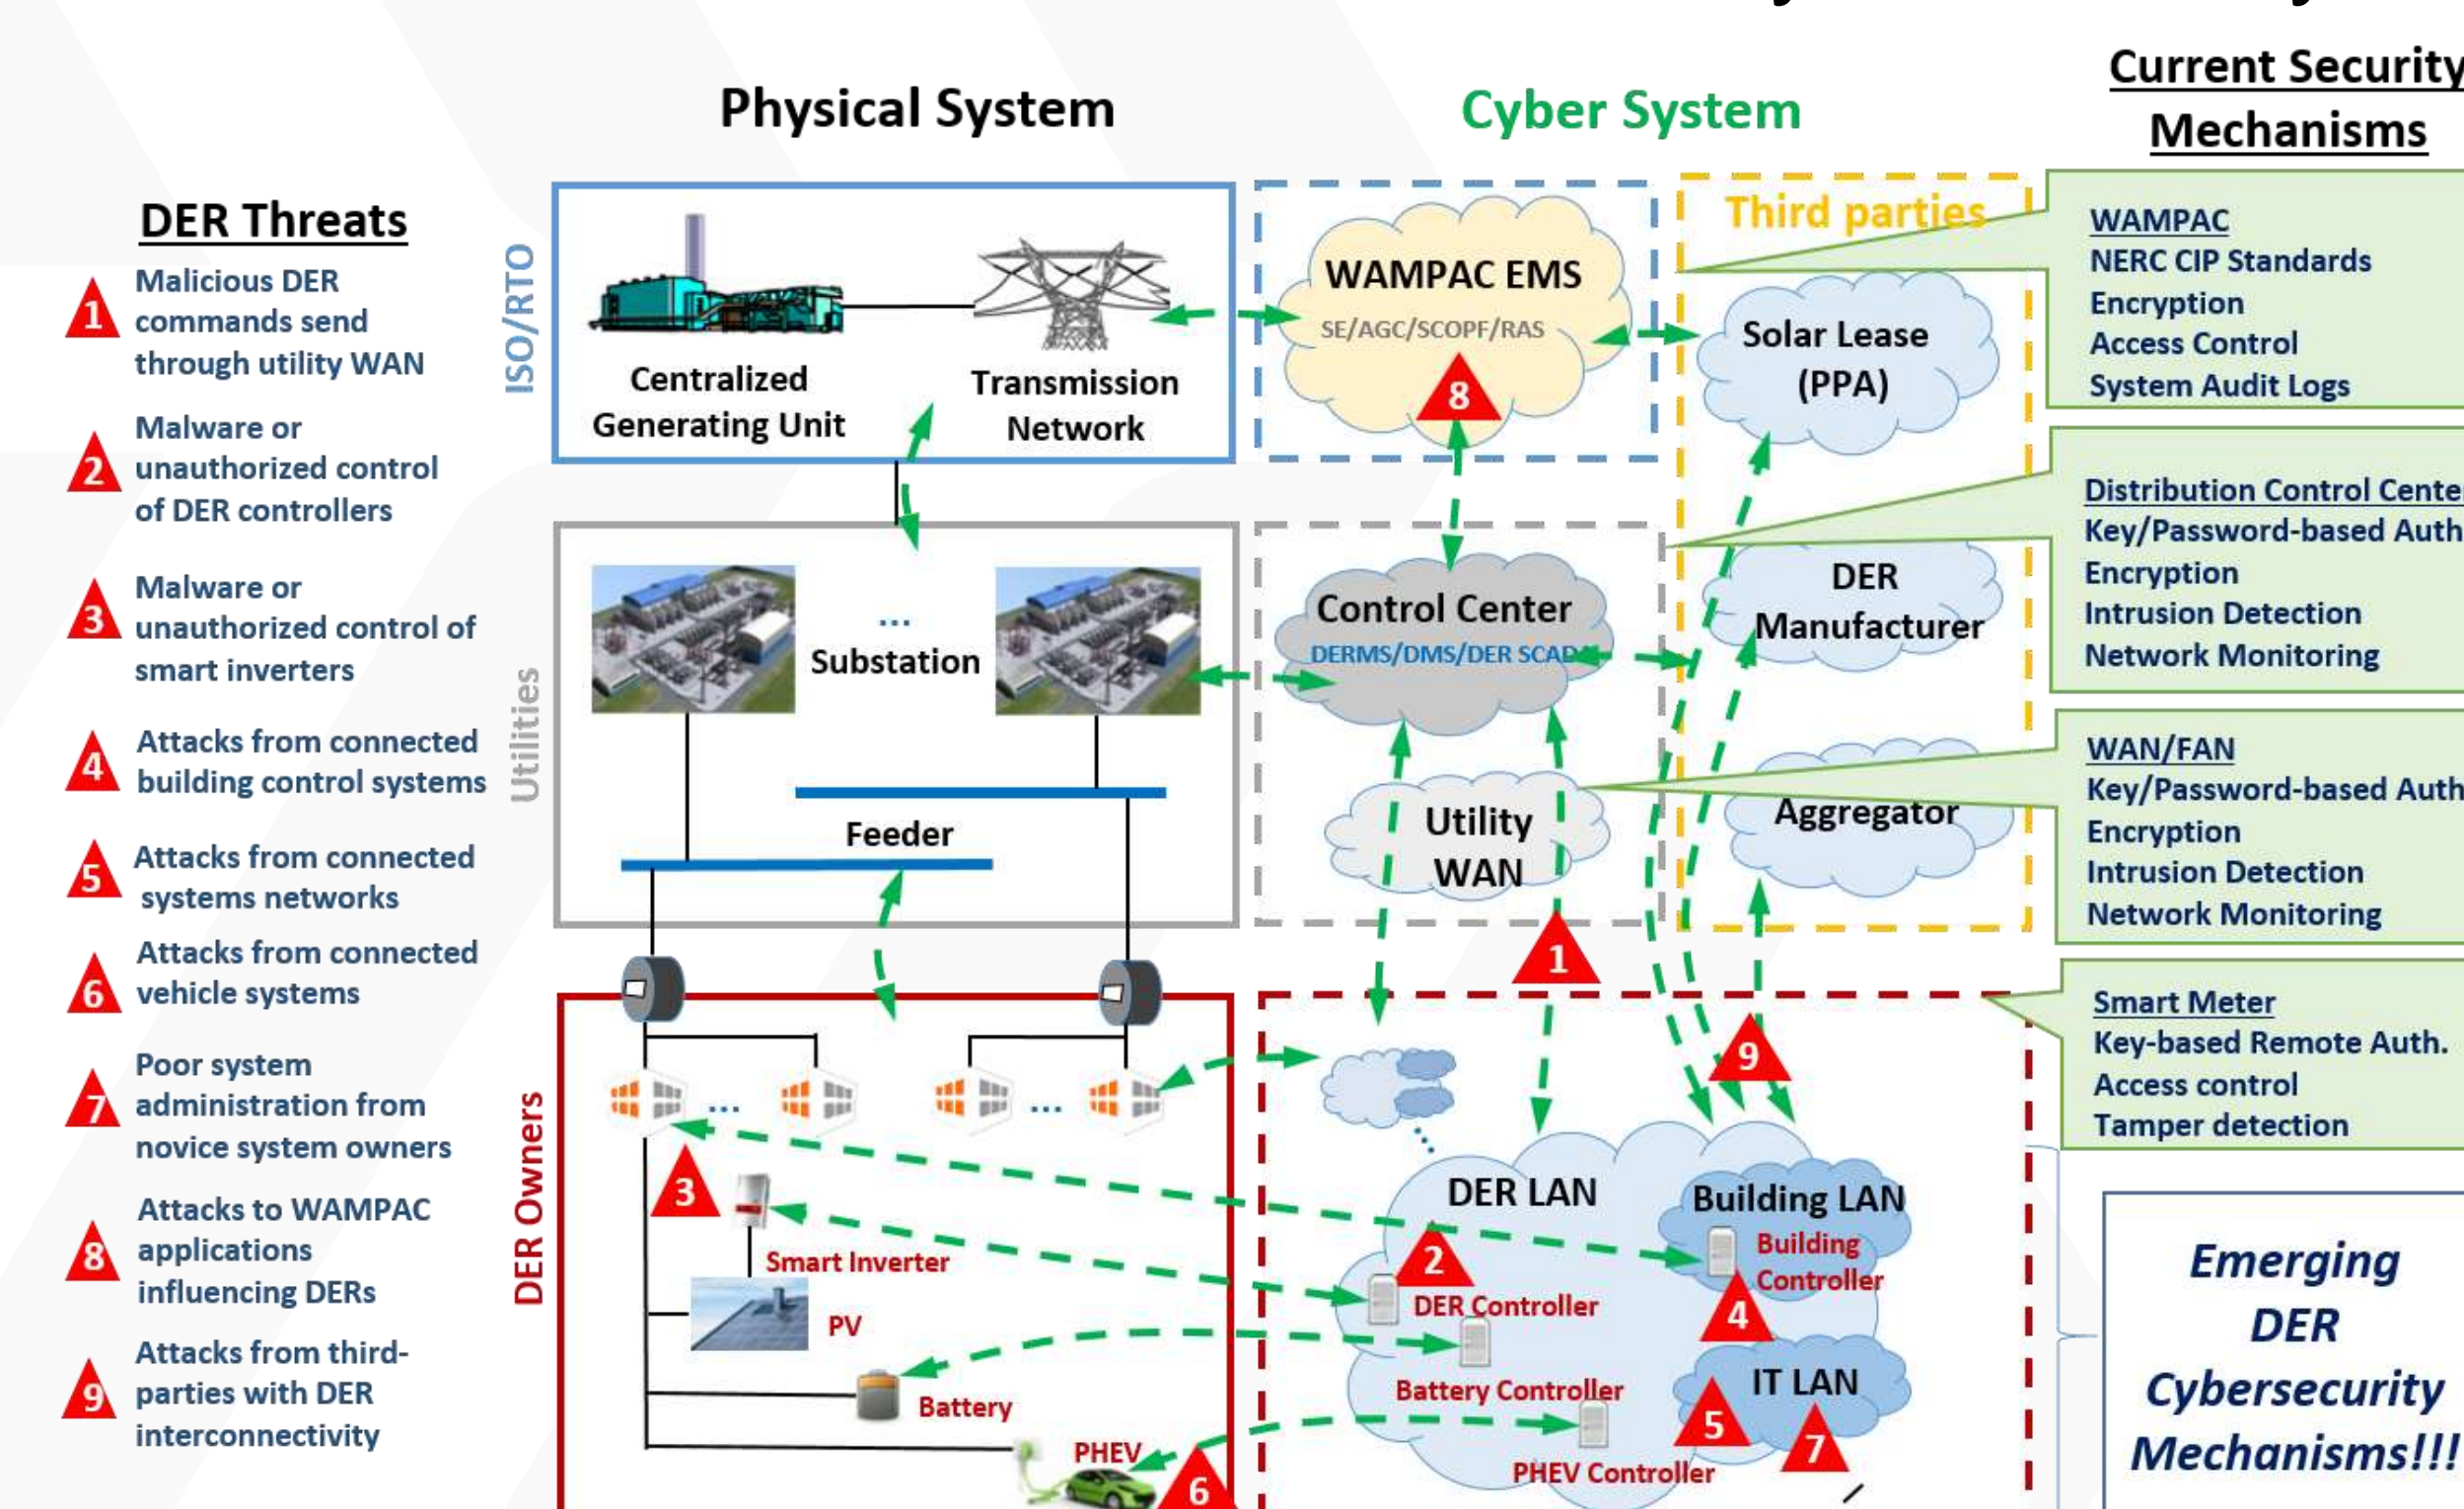 Current Security
Mechanisms
Physical System
Cyber System
DER Threats
1
Malicious DER
commands send
through utility WAN
2
Malware or
unauthorized control
of DER controllers
3
Malware or
unauthorized control of
smart inverters
4
Attacks from connected
building control systems
5
Attacks from connected
systems networks
6
Attacks from connected
vehicle systems
7
Poor system
administration from
novice system owners
8
Attacks to WAMPAC
applications
influencing DERs
9
Attacks from third-
parties with DER
interconnectivity
ISO/RTO
Centralized
Generating Unit
Transmission
Network
WAMPAC EMS
SE/AGC/SCOPF/RAS
8
Third parties
Solar Lease
(PPA)
WAMPAC
NERC CIP Standards
Encryption
Access Control
System Audit Logs
Utilities
...
Substation
Feeder
Control Center
DERMS/DMS/DER SCAD
Utility
WAN
1
DER
Manufacturer
Aggregator
Distribution Control Center
Key/Password-based Auth
Encryption
Intrusion Detection
Network Monitoring
WAN/FAN
Key/Password-based Auth
Encryption
Intrusion Detection
Network Monitoring
DER Owners
...
...
3
Smart Inverter
PV
Battery
PHEV
6
9
DER LAN
2
DER Controller
Battery Controller
PHEV Controller
Building LAN
Building
Controller
4
IT LAN
5
7
Smart Meter
Key-based Remote Auth.
Access control
Tamper detection
Emerging
DER
Cybersecurity
Mechanisms!!!